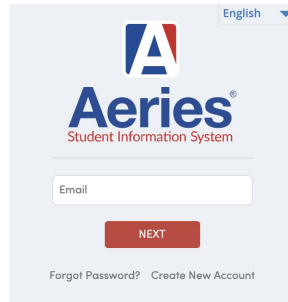 English
A
Aeries®
Student Information System
Email
NEXT
Forgot Password? Create New Account